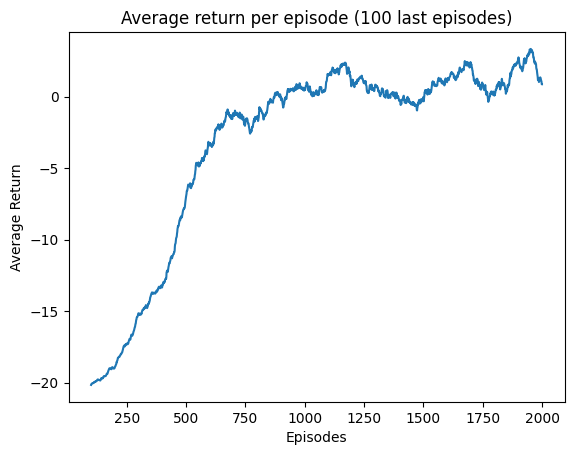 Average return per episode (100 last episodes)
Average Return
0
−5
−10
−15
−20
250 500 750 1000 1250 1500 1750 2000
Episodes